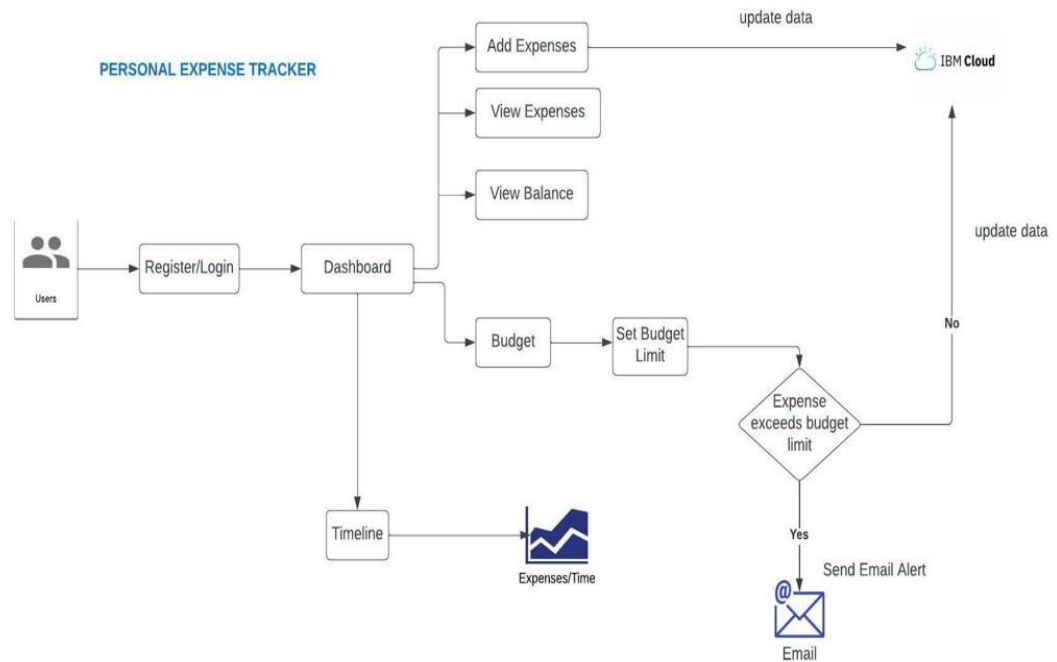 update data
Add Expenses
IBM Cloud
PERSONAL EXPENSE TRACKER
View Expenses
View Balance
update data
Users
Register/Login
Dashboard
Budget
Set Budget
Limit
No
Expense
exceeds budget
limit
Timeline
Expenses/Time
Yes
Send Email Alert
@
Email